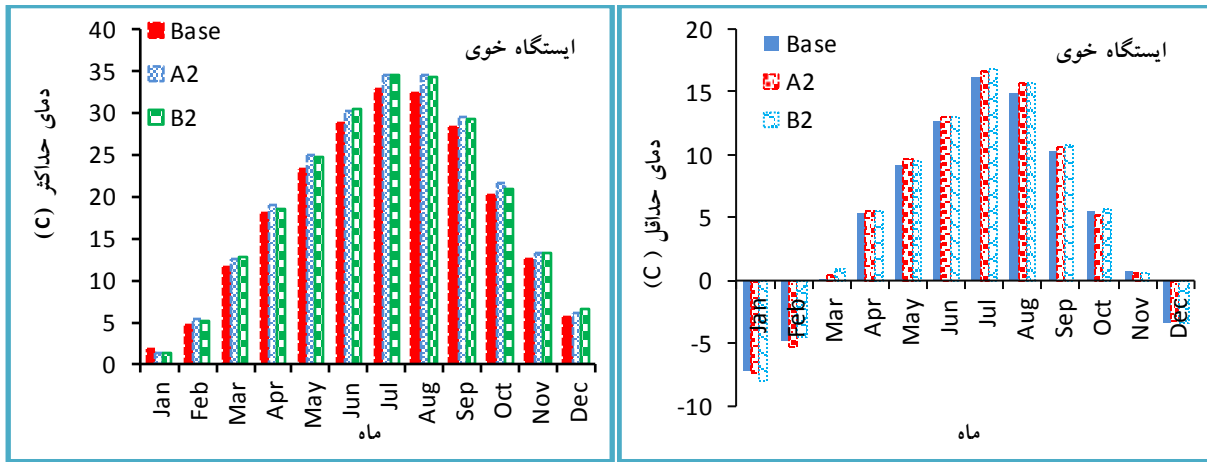 ایستگاه خوی
Base
A2
B2
دمای حداکثر (C)
40
35
30
25
20
15
10
5
0
Jan
Feb
Mar
Apr
May
Jun
Jul
Aug
Sep
Oct
Nov
Dec
ماه
ایستگاه خوی
Base
A2
B2
دمای حداقل (C)
20
15
10
5
0
-5
-10
Jan
Feb
Mar
Apr
May
Jun
Jul
Aug
Sep
Oct
Nov
Dec
ماه